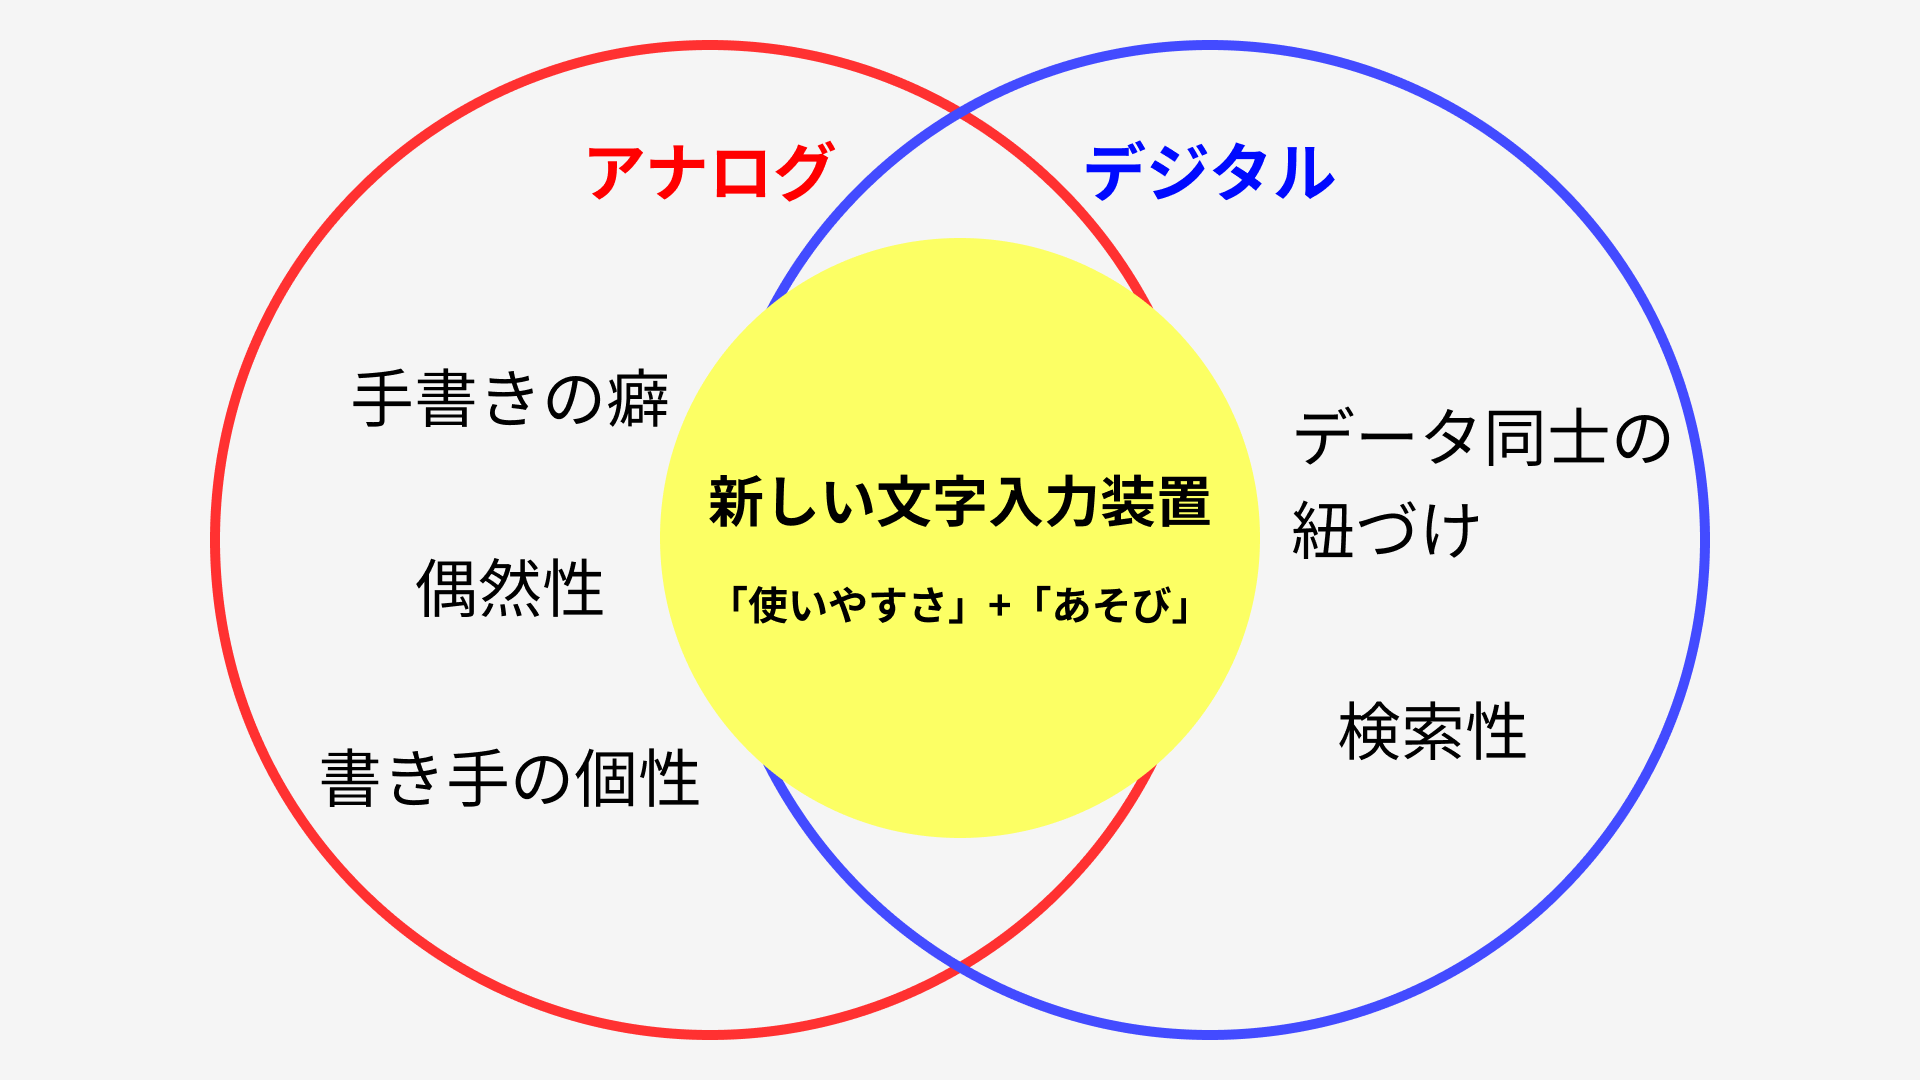 アナログ
デジタル
手書きの癖
偶然性
書き手の個性
新しい文字入力装置
「使いやすさ」+「あそび」
データ同士の
紐づけ
検索性